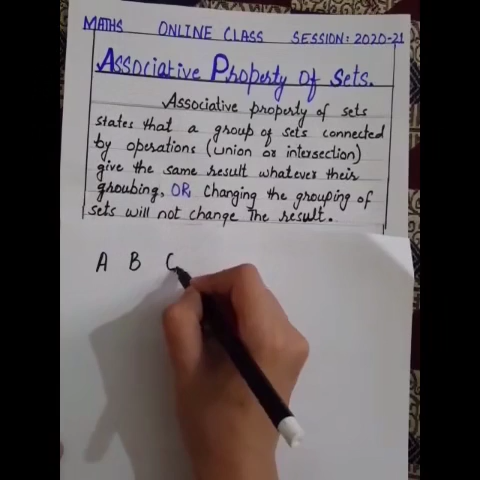 MATHS ONLINE CLASS SESSION: 2020-21
Associative Property Of Sets.
Associative property of sets
states that a group of sets connected
by operations (union or intersection)
give the same result whatever their
groubing, OR, Changing the grouping of
sets will not change The result.
A B C